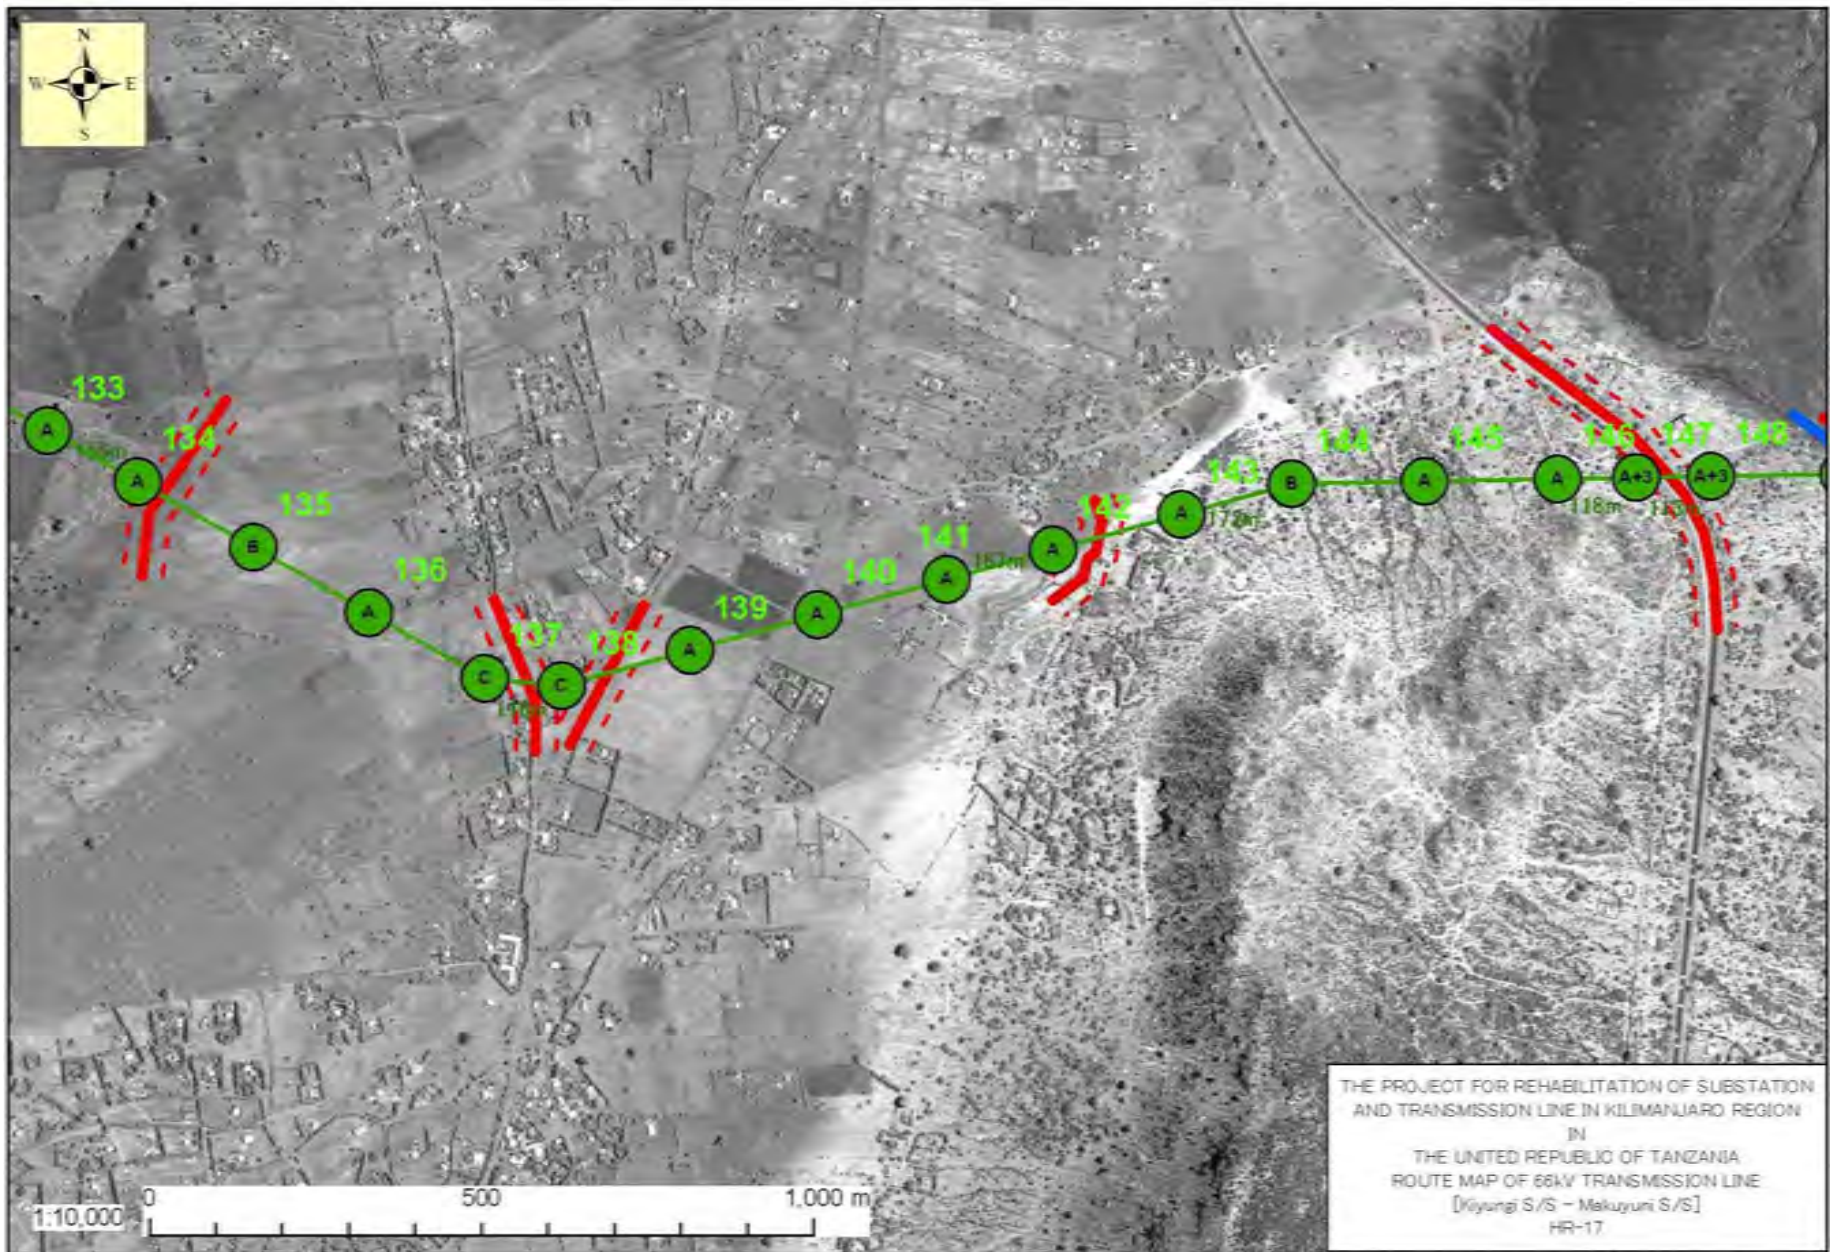 N
W E
S
133
A
134
A
135
B
136
A
137
C
138
C
139
A
140
A
141
A
142
A
143
A
144
B
145
A
146
A
118m
147
A+3
148
A+3
0 500 1,000 m
1:10,000
THE PROJECT FOR REHABILITATION OF SUBSTATION
AND TRANSMISSION LINE IN KILIMANJARO REGION
IN
THE UNITED REPUBLIC OF TANZANIA
ROUTE MAP OF 66kV TRANSMISSION LINE
[Kiyungi S/S - Makuyuni S/S]
HR-17